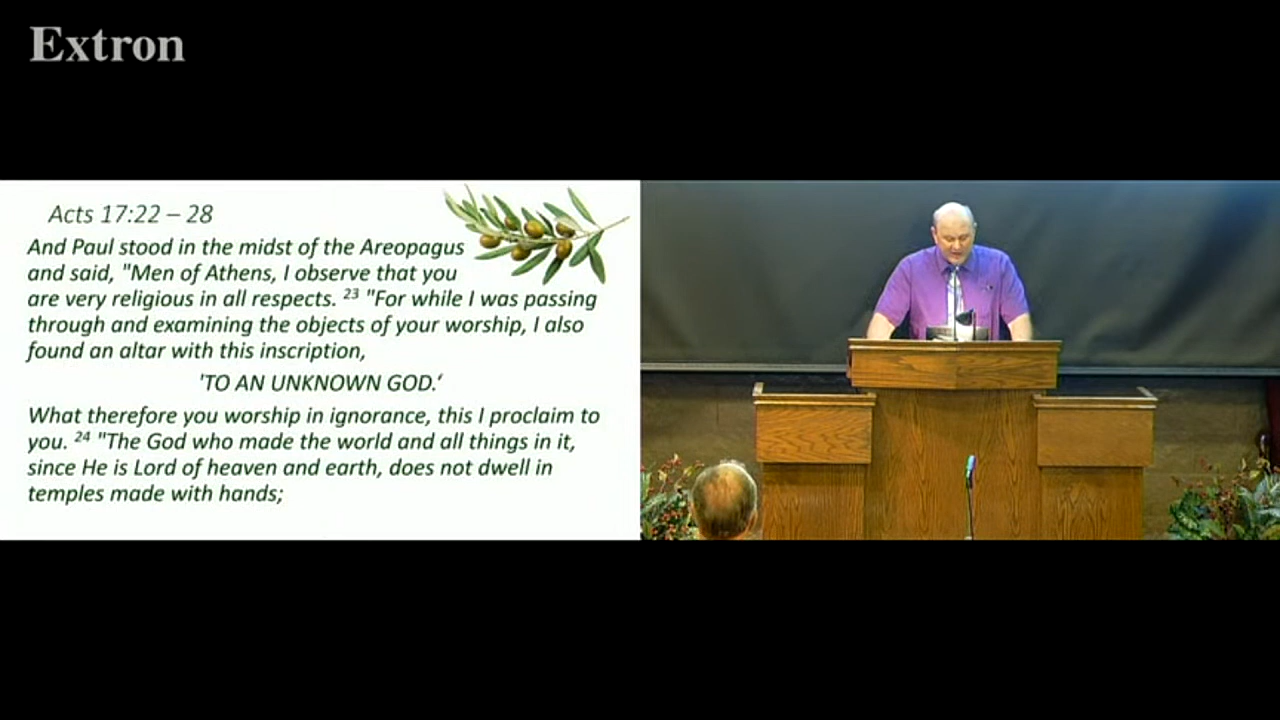 Extron
Acts 17:22 – 28
And Paul stood in the midst of the Areopagus
and said, "Men of Athens, I observe that you
are very religious in all respects. 23 "For while I was passing
through and examining the objects of your worship, I also
found an altar with this inscription,
'TO AN UNKNOWN GOD.‘
What therefore you worship in ignorance, this I proclaim to
you. 24 "The God who made the world and all things in it,
since He is Lord of heaven and earth, does not dwell in
temples made with hands;